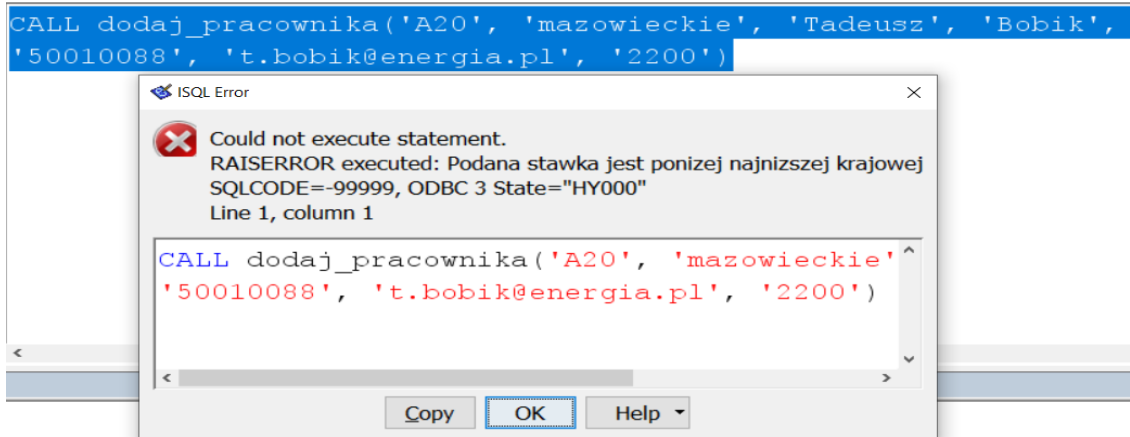 CALL dodaj_pracownika('A20', 'mazowieckie', 'Tadeusz', 'Bobik',
'50010088', 't.bobik@energia.pl', '2200')
ISQL Error
Could not execute statement.
RAISERROR executed: Podana stawka jest ponizej najnizszej krajowej
SQLCODE=-99999, ODBC 3 State="HY000"
Line 1, column 1
CALL dodaj_pracownika('A20', 'mazowieckie'
'50010088', 't.bobik@energia.pl', '2200')
Copy OK Help